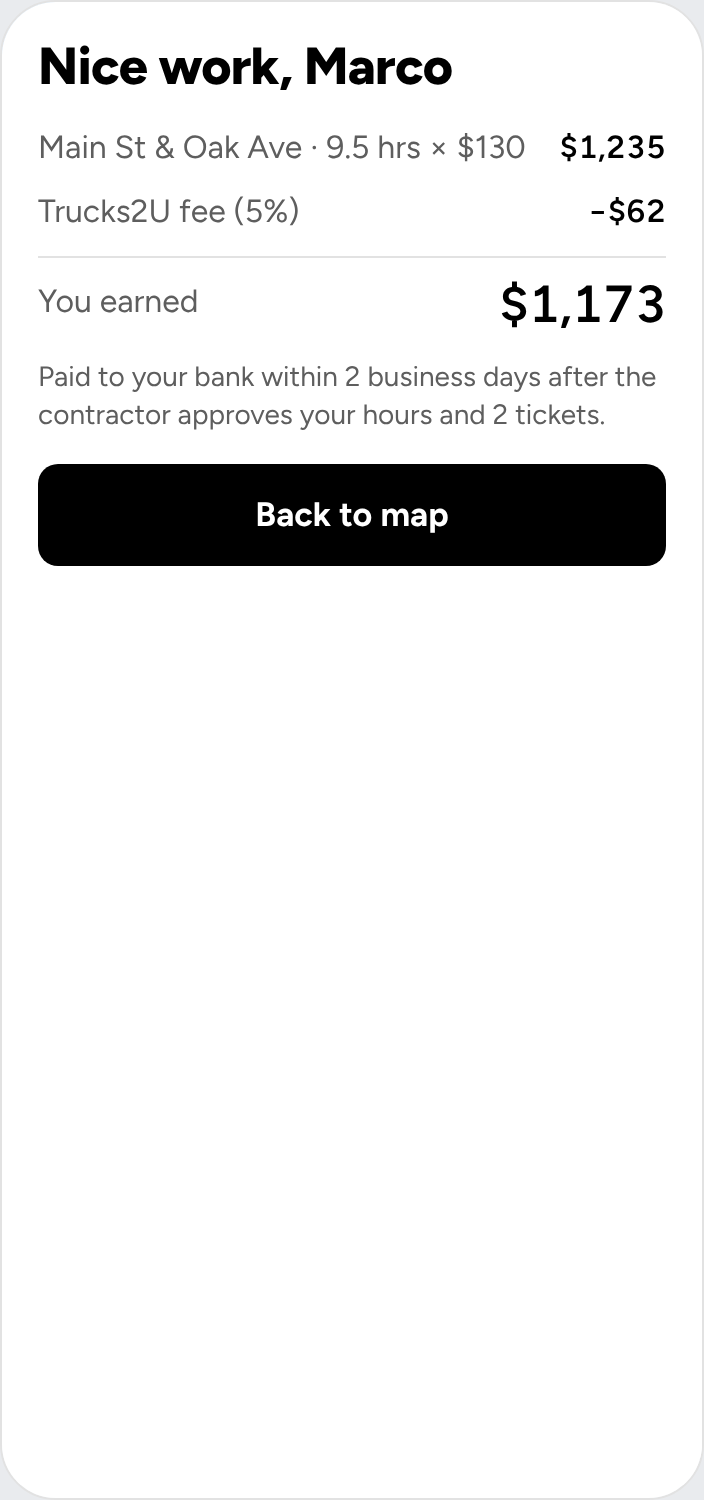 Nice work, Marco
Main St & Oak Ave · 9.5 hrs × $130 $1,235
Trucks2U fee (5%) −$62
You earned $1,173
Paid to your bank within 2 business days after the
contractor approves your hours and 2 tickets.
Back to map